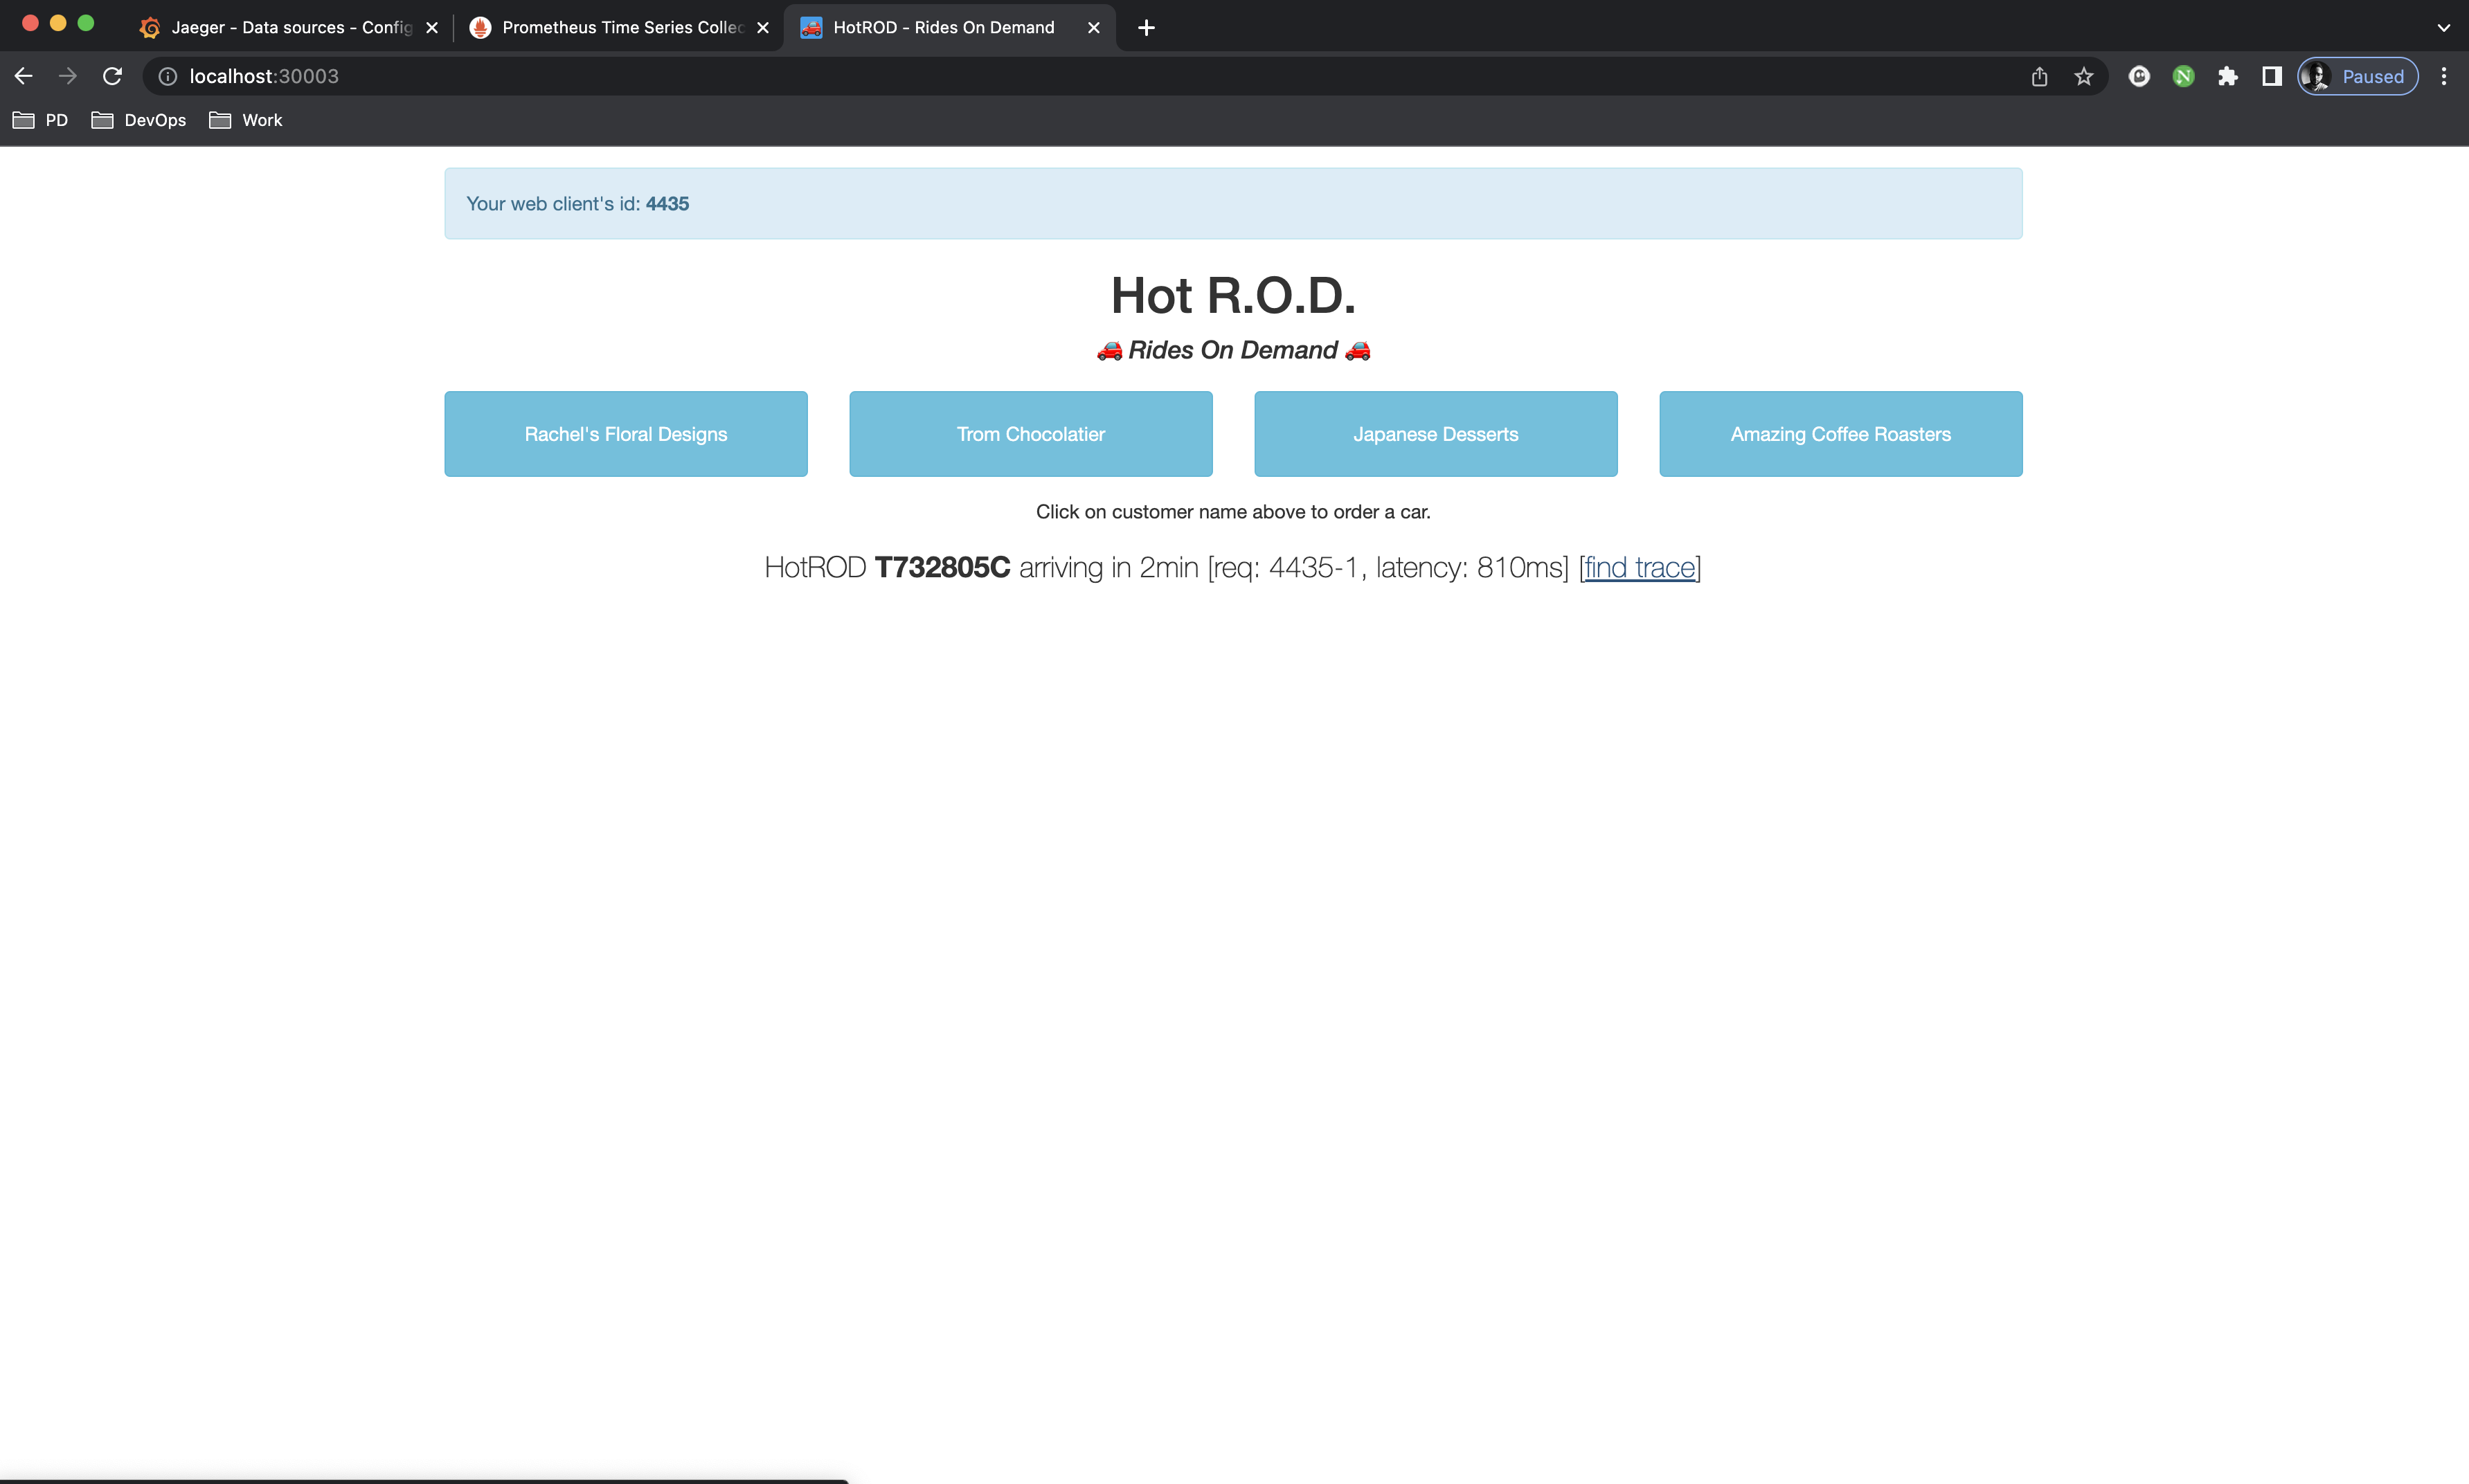 Jaeger - Data sources - Config
Prometheus Time Series Collec
HotROD - Rides On Demand
localhost:30003
Paused
PD
DevOps
Work
Your web client's id: 4435
Hot R.O.D.
🚗 Rides On Demand 🚗
Rachel's Floral Designs
Trom Chocolatier
Japanese Desserts
Amazing Coffee Roasters
Click on customer name above to order a car.
HotROD T732805C arriving in 2min [req: 4435-1, latency: 810ms] [find trace]